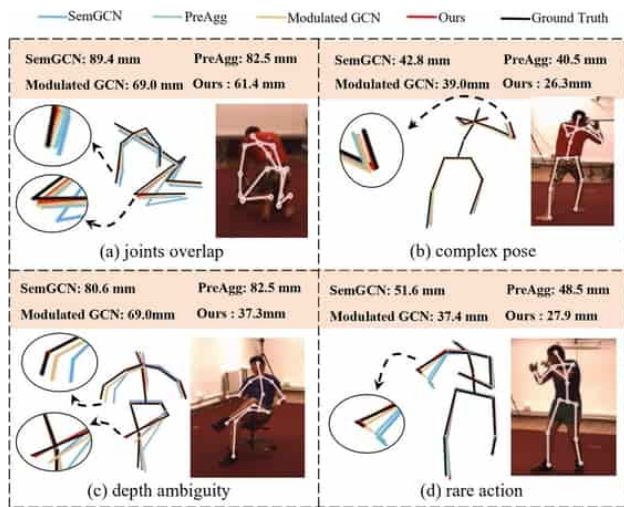 SemGCN PreAgg Modulated GCN Ours Ground Truth
SemGCN: 89.4 mm PreAgg: 82.5 mm
Modulated GCN: 69.0 mm Ours : 61.4 mm
(a) joints overlap
SemGCN: 42.8 mm PreAgg: 40.5 mm
Modulated GCN: 39.0mm Ours : 26.3mm
(b) complex pose
SemGCN: 80.6 mm PreAgg: 82.5 mm
Modulated GCN: 69.0mm Ours : 37.3mm
(c) depth ambiguity
SemGCN: 51.6 mm PreAgg: 48.5 mm
Modulated GCN: 37.4 mm Ours : 27.9 mm
(d) rare action